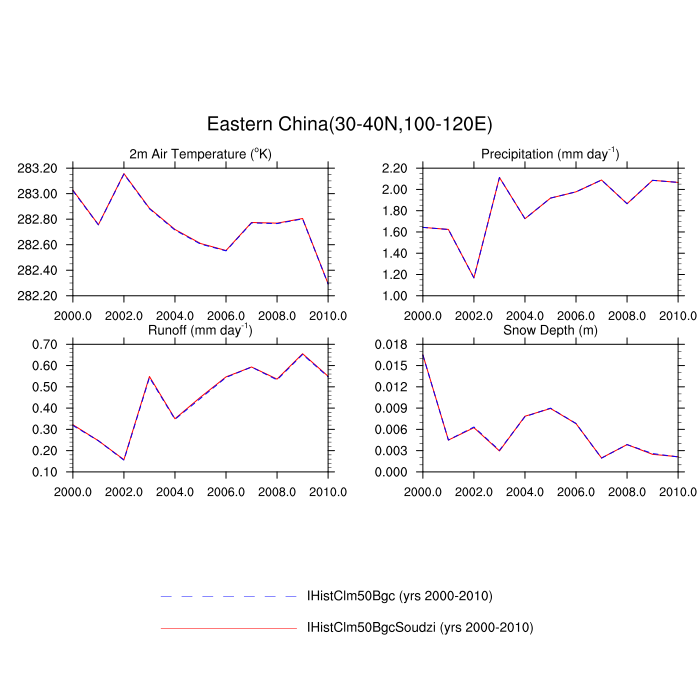 Eastern China(30-40N,100-120E)
2m Air Temperature (°K)
283.20
283.00
282.80
282.60
282.40
282.20
2000.0 2002.0 2004.0 2006.0 2008.0 2010.0
Precipitation (mm day⁻¹)
2.20
2.00
1.80
1.60
1.40
1.20
1.00
2000.0 2002.0 2004.0 2006.0 2008.0 2010.0
Runoff (mm day⁻¹)
0.70
0.60
0.50
0.40
0.30
0.20
0.10
2000.0 2002.0 2004.0 2006.0 2008.0 2010.0
Snow Depth (m)
0.018
0.015
0.012
0.009
0.006
0.003
0.000
2000.0 2002.0 2004.0 2006.0 2008.0 2010.0
IHistClm50Bgc (yrs 2000-2010)
IHistClm50BgcSoudzi (yrs 2000-2010)